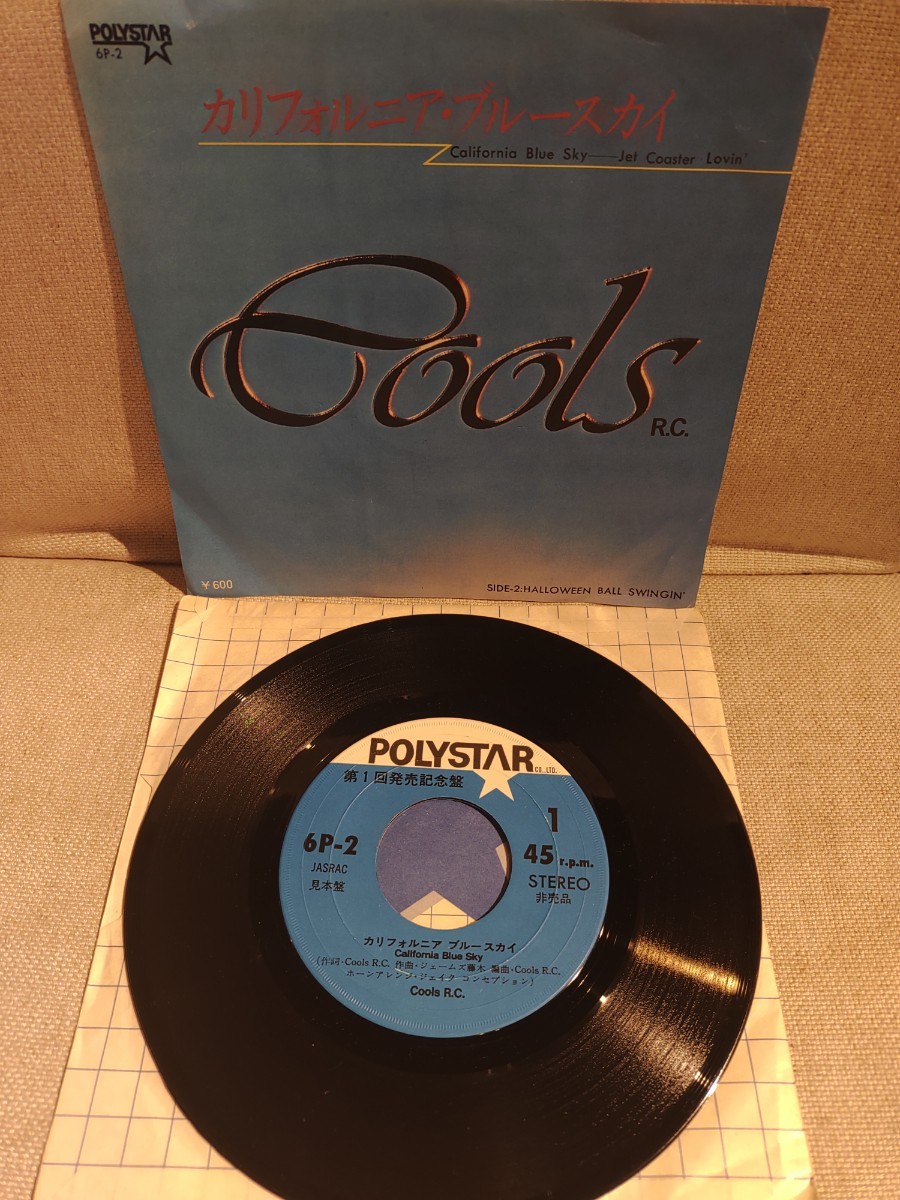 POLYSTAR
6P-2
カリフォルニア・ブルースカイ
California Blue Sky——Jet Coaster Lovin'
Cools
R.C.
￥600
SIDE-2:HALLOWEEN BALL SWINGIN'
POLYSTAR
CO.,LTD.
第1回発売記念盤
6P-2
JASRAC
見本盤
1
45 r.p.m.
STEREO
非売品
カリフォルニア ブルースカイ
California Blue Sky
(作詞・Cools R.C. 作曲・ジェームズ藤木 編曲・Cools R.C.
ホーンアレンジ・ジェイク コンセプション)
Cools R.C.